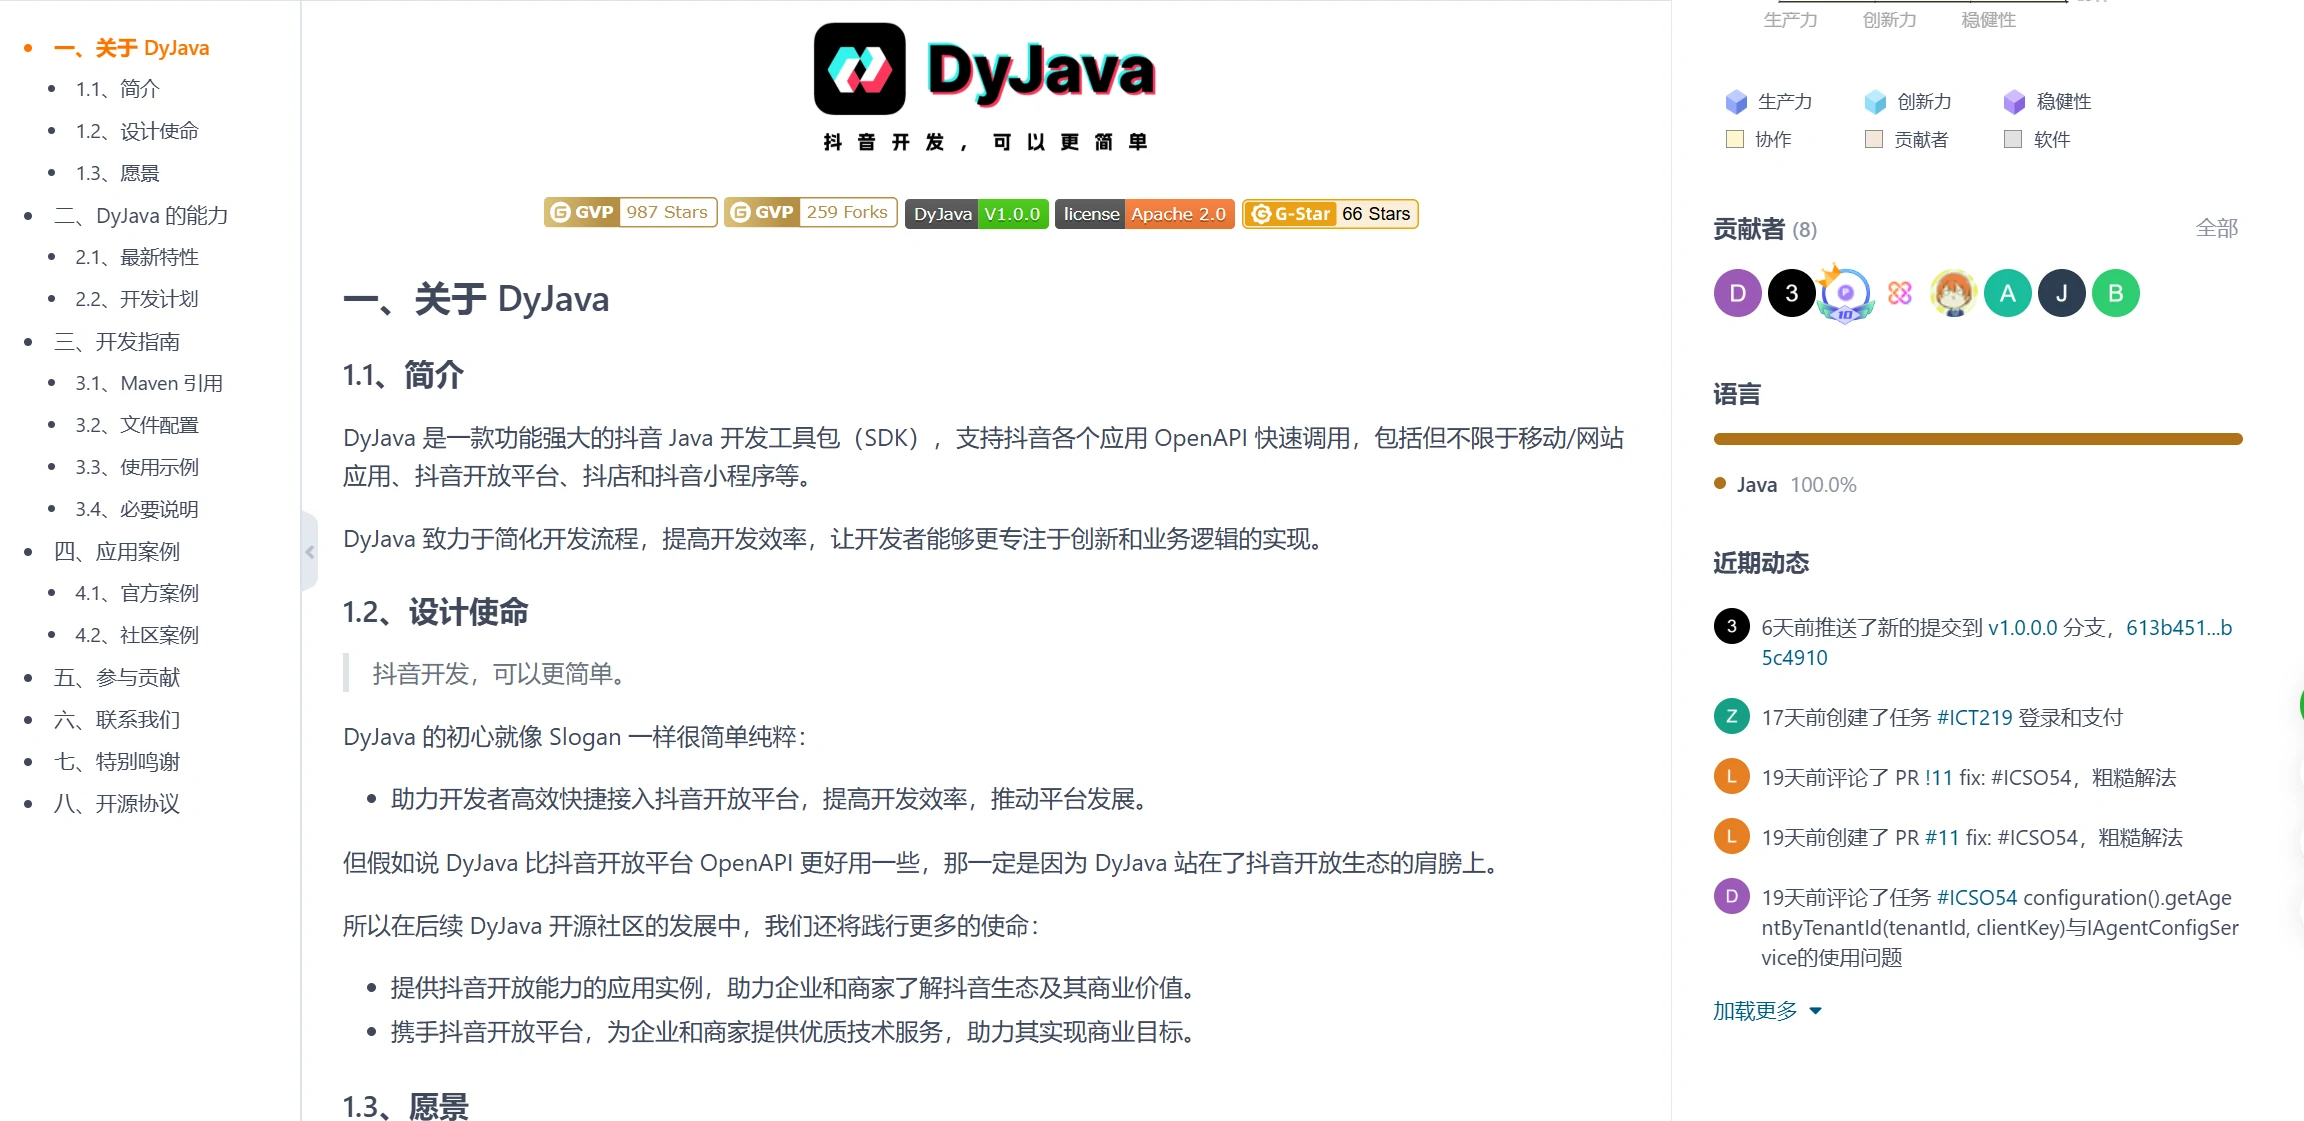 一、关于 DyJava
1.1、简介
1.2、设计使命
1.3、愿景
二、DyJava 的能力
2.1、最新特性
2.2、开发计划
三、开发指南
3.1、Maven 引用
3.2、文件配置
3.3、使用示例
3.4、必要说明
四、应用案例
4.1、官方案例
4.2、社区案例
五、参与贡献
六、联系我们
七、特别鸣谢
八、开源协议
DyJava
抖音开发，可以更简单
GVP 987 Stars GVP 259 Forks DyJava V1.0.0 license Apache 2.0 G-Star 66 Stars
一、关于 DyJava
1.1、简介
DyJava 是一款功能强大的抖音 Java 开发工具包（SDK），支持抖音各个应用 OpenAPI 快速调用，包括但不限于移动/网站
应用、抖音开放平台、抖店和抖音小程序等。
DyJava 致力于简化开发流程，提高开发效率，让开发者能够更专注于创新和业务逻辑的实现。
1.2、设计使命
抖音开发，可以更简单。
DyJava 的初心就像 Slogan 一样很简单纯粹：
助力开发者高效快捷接入抖音开放平台，提高开发效率，推动平台发展。
但假如说 DyJava 比抖音开放平台 OpenAPI 更好用一些，那一定是因为 DyJava 站在了抖音开放生态的肩膀上。
所以在后续 DyJava 开源社区的发展中，我们还将践行更多的使命：
提供抖音开放能力的应用实例，助力企业和商家了解抖音生态及其商业价值。
携手抖音开放平台，为企业和商家提供优质技术服务，助力其实现商业目标。
1.3、愿景
生产力 创新力 稳健性
生产力 创新力 稳健性
协作 贡献者 软件
贡献者 (8) 全部
D 3 P 10 A J B
语言
Java 100.0%
近期动态
3 6天前推送了新的提交到 v1.0.0.0 分支，613b451...b
5c4910
Z 17天前创建了任务 #ICT219 登录和支付
L 19天前评论了 PR !11 fix: #ICSO54，粗糙解法
L 19天前创建了 PR #11 fix: #ICSO54，粗糙解法
D 19天前评论了任务 #ICSO54 configuration().getAge
ntByTenantId(tenantId, clientKey)与IAgentConfigSer
vice的使用问题
加载更多